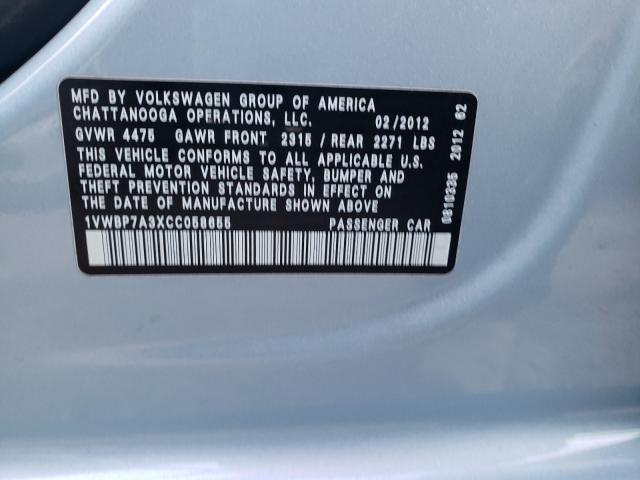 MFD BY VOLKSWAGEN GROUP OF AMERICA
CHATTANOOGA OPERATIONS, LLC. 02/2012
GVWR 4475 GAWR FRONT 2315 / REAR 2271 LBS
THIS VEHICLE CONFORMS TO ALL APPLICABLE U.S.
FEDERAL MOTOR VEHICLE SAFETY, BUMPER AND
THEFT PREVENTION STANDARDS IN EFFECT ON
DATE OF MANUFACTURE SHOWN ABOVE
1VWBP7A3XCC058655 PASSENGER CAR
0810335 2012 62